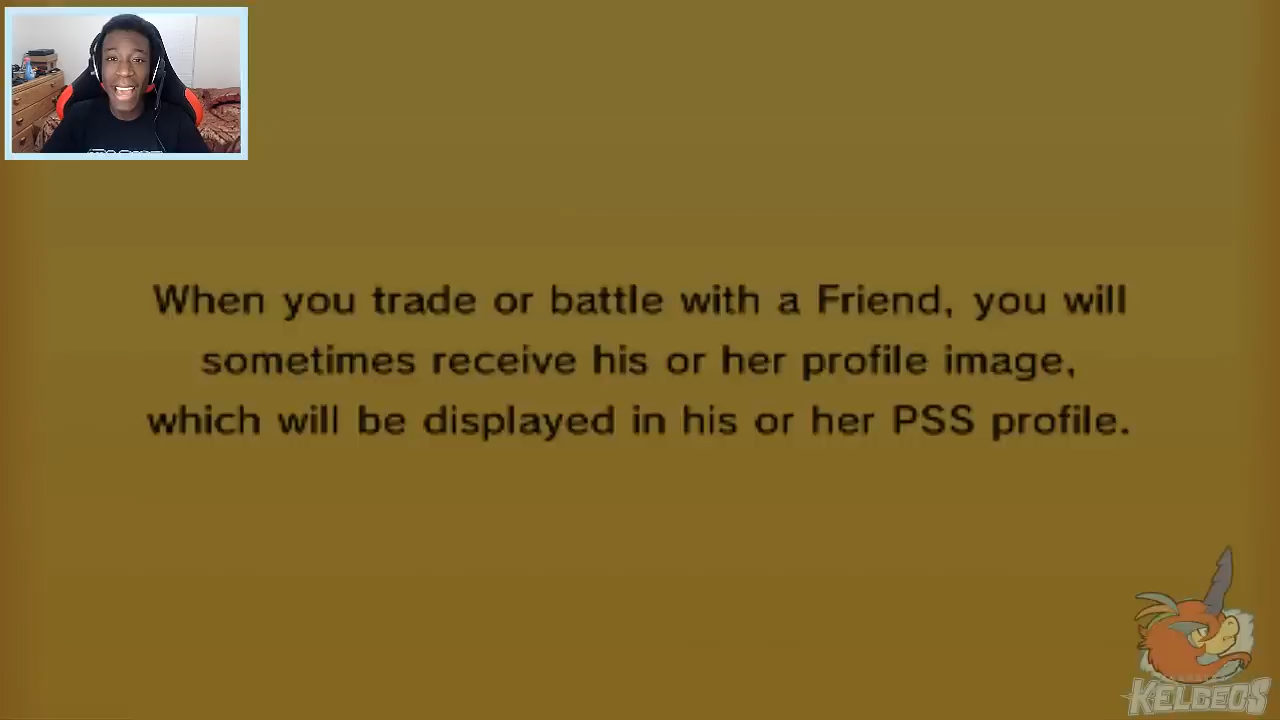 When you trade or battle with a Friend, you will
sometimes receive his or her profile image,
which will be displayed in his or her PSS profile.
KELDEOS